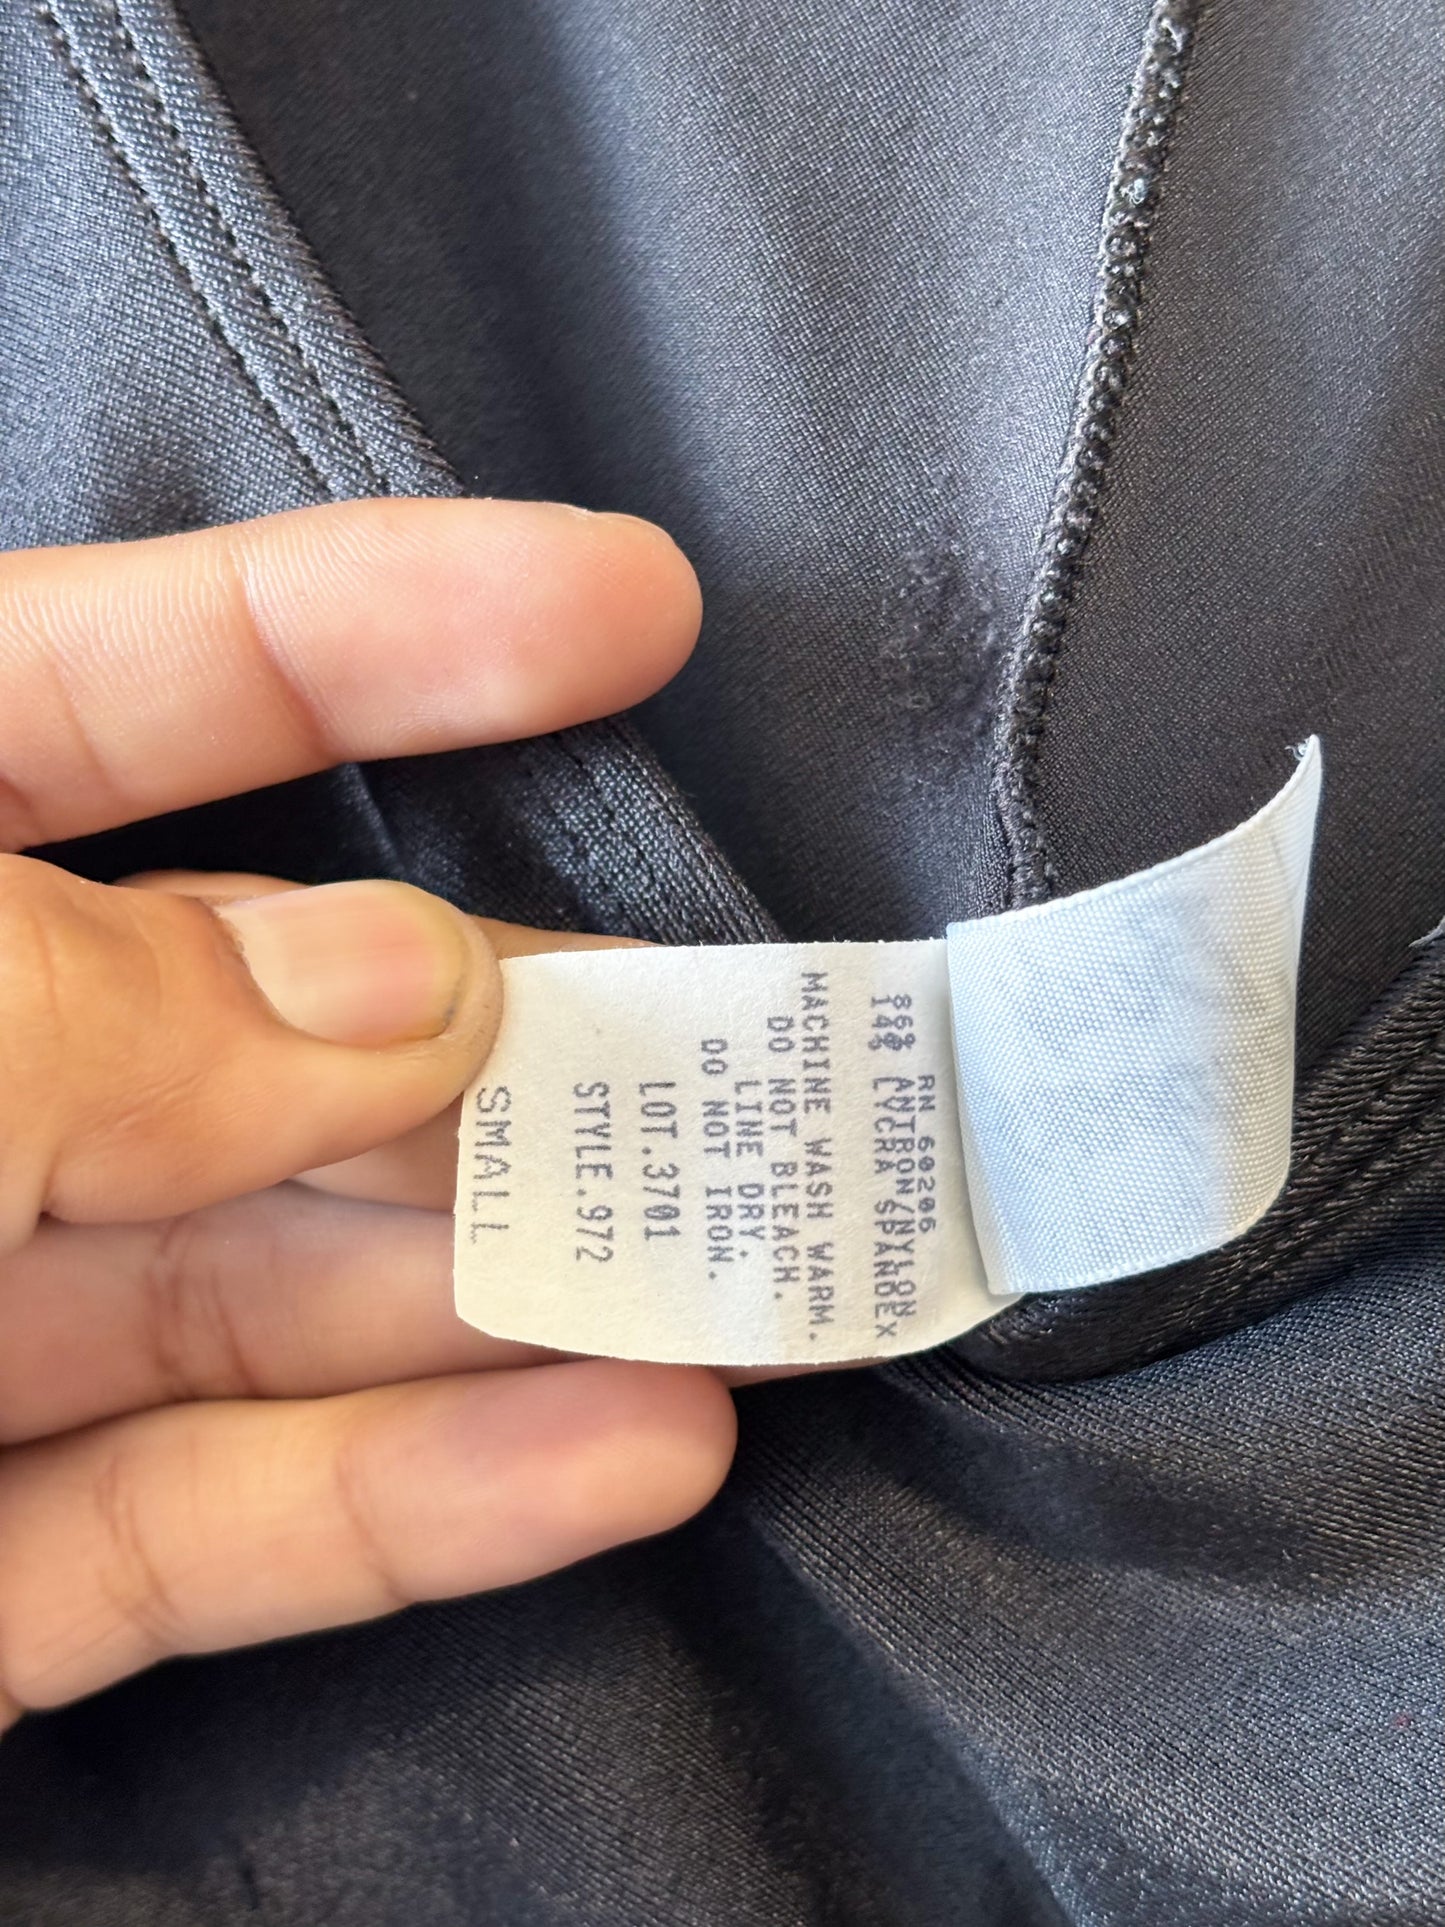 RN 60206
86% ANTRON/NYLON,
14% LYCRA SPANDEX
MACHINE WASH WARM.
DO NOT BLEACH.
LINE DRY.
DO NOT IRON.
LOT.3701
STYLE.972
SMALL